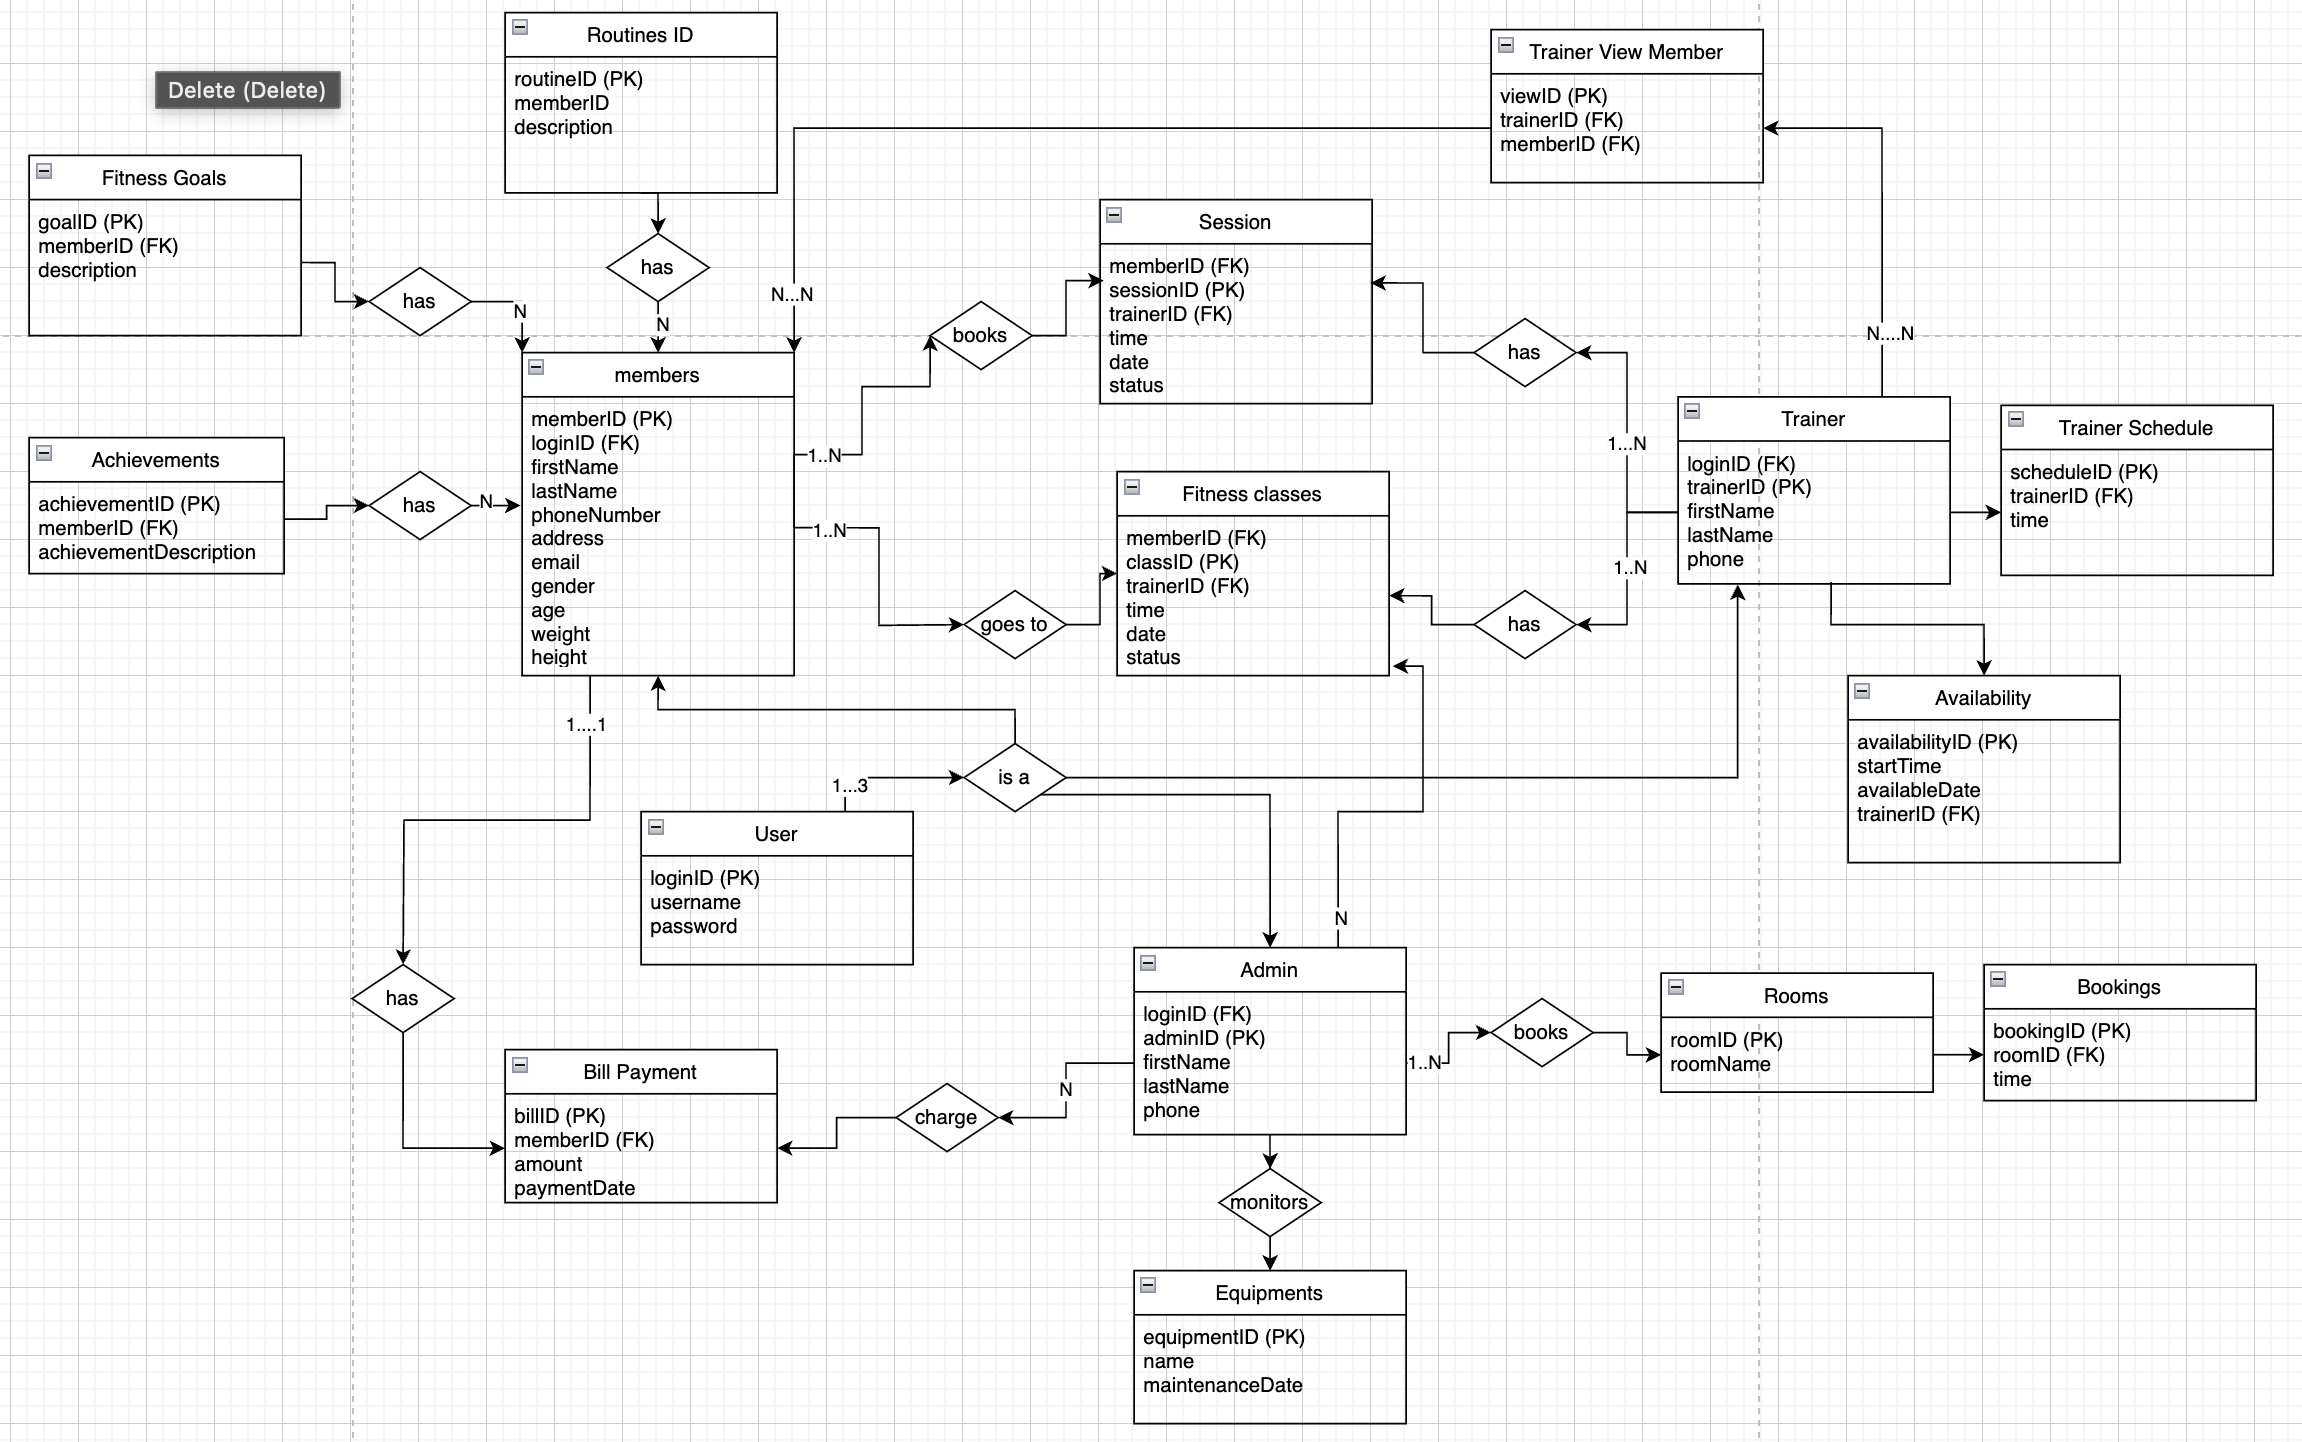 Routines ID
routineID (PK)
memberID
description
Trainer View Member
viewID (PK)
trainerID (FK)
memberID (FK)
Delete (Delete)
Fitness Goals
goalID (PK)
memberID (FK)
description
has
N
has
N
N...N
Session
memberID (FK)
sessionID (PK)
trainerID (FK)
time
date
status
books
has
N....N
members
memberID (PK)
loginID (FK)
firstName
lastName
phoneNumber
address
email
gender
age
weight
height
1..N
1..N
Achievements
achievementID (PK)
memberID (FK)
achievementDescription
has
N
Fitness classes
memberID (FK)
classID (PK)
trainerID (FK)
time
date
status
goes to
has
1...N
1..N
Trainer
loginID (FK)
trainerID (PK)
firstName
lastName
phone
Trainer Schedule
scheduleID (PK)
trainerID (FK)
time
Availability
availabilityID (PK)
startTime
availableDate
trainerID (FK)
1....1
1...3
is a
User
loginID (PK)
username
password
N
Admin
loginID (FK)
adminID (PK)
firstName
lastName
phone
1..N
books
Rooms
roomID (PK)
roomName
Bookings
bookingID (PK)
roomID (FK)
time
has
Bill Payment
billID (PK)
memberID (FK)
amount
paymentDate
charge
N
monitors
Equipments
equipmentID (PK)
name
maintenanceDate